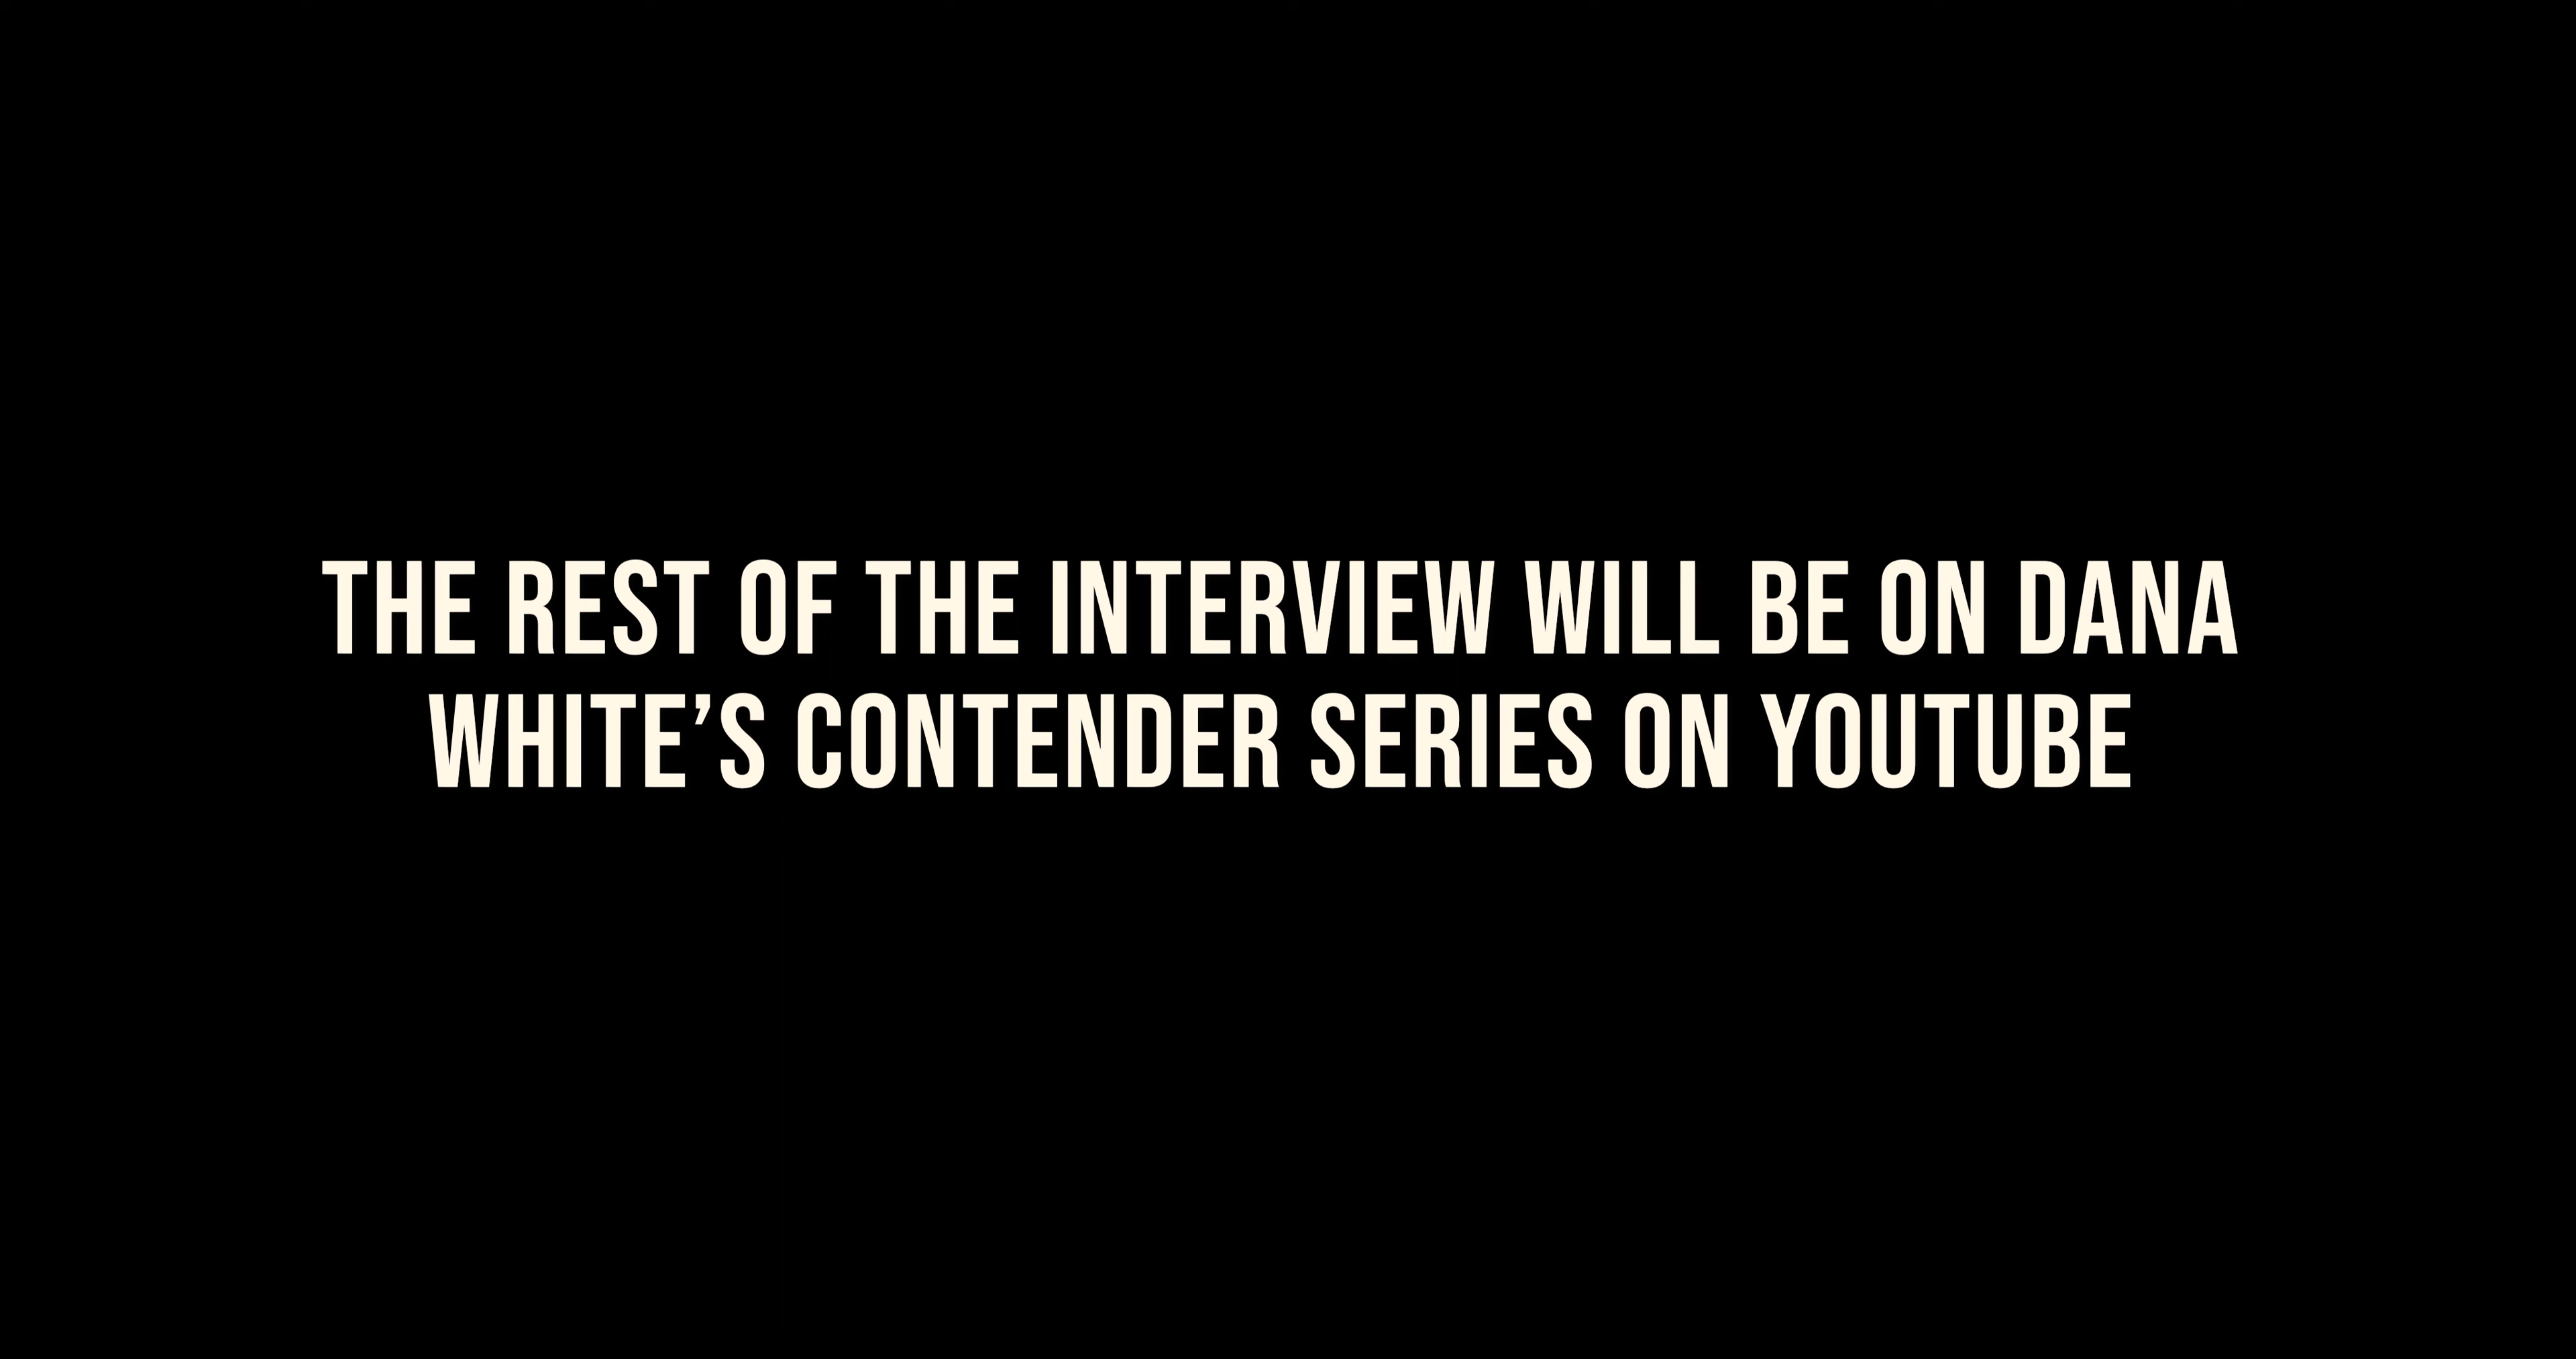 THE REST OF THE INTERVIEW WILL BE ON DANA
WHITE’S CONTENDER SERIES ON YOUTUBE